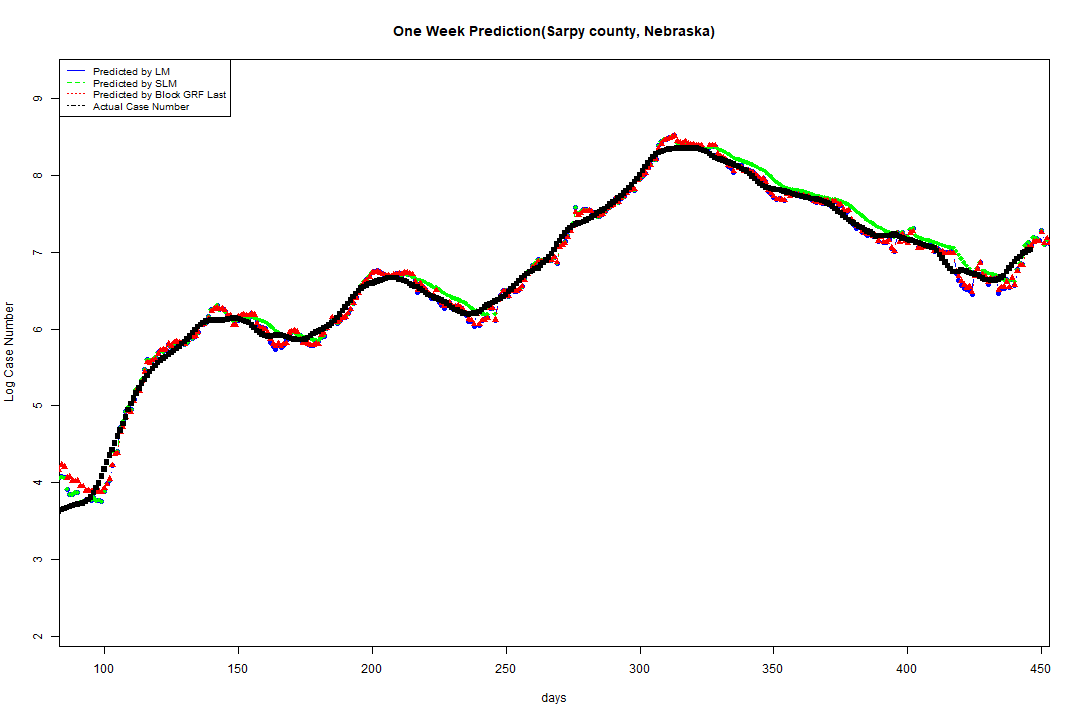 One Week Prediction(Sarpy county, Nebraska)
Predicted by LM
Predicted by SLM
Predicted by Block GRF Last
Actual Case Number
9
8
7
6
5
4
3
2
Log Case Number
100 150 200 250 300 350 400 450
days